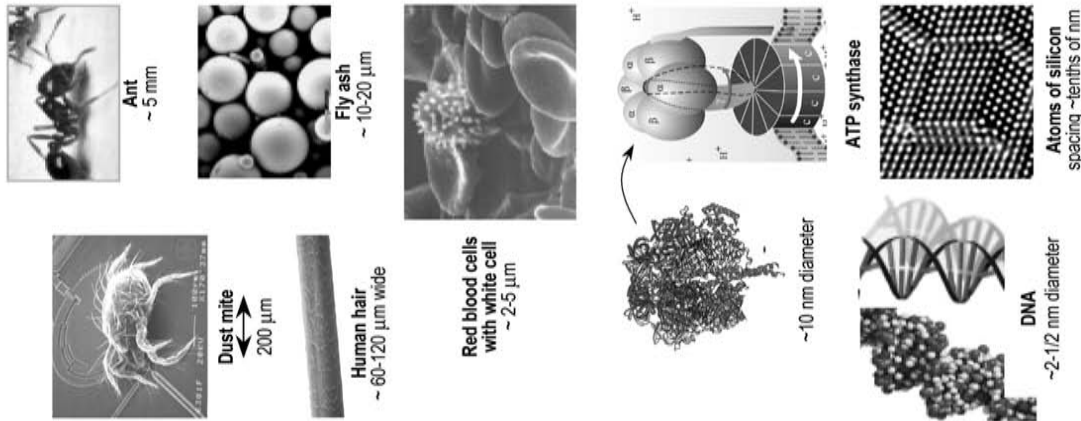 Ant
~ 5 mm
Dust mite
200 μm
Fly ash
~ 10-20 μm
Human hair
~ 60-120 μm wide
Red blood cells
with white cell
~ 2-5 μm
H⁺
α
β
β
α
β
α
H⁺
H⁺
C
C
C
C
~10 nm diameter
ATP synthase
DNA
~2-1/2 nm diameter
Atoms of silicon
spacing ~tenths of nm